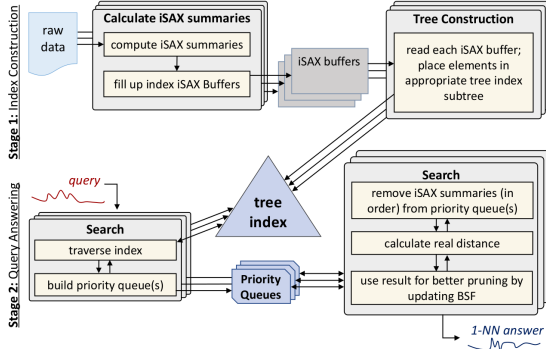 Stage 1: Index Construction
raw
data
Calculate iSAX summaries
compute iSAX summaries
fill up index iSAX Buffers
iSAX buffers
Tree Construction
read each iSAX buffer;
place elements in
appropriate tree index
subtree
Stage 2: Query Answering
query
Search
traverse index
build priority queue(s)
tree
index
Priority
Queues
Search
remove iSAX summaries (in
order) from priority queue(s)
calculate real distance
use result for better pruning by
updating BSF
1-NN answer